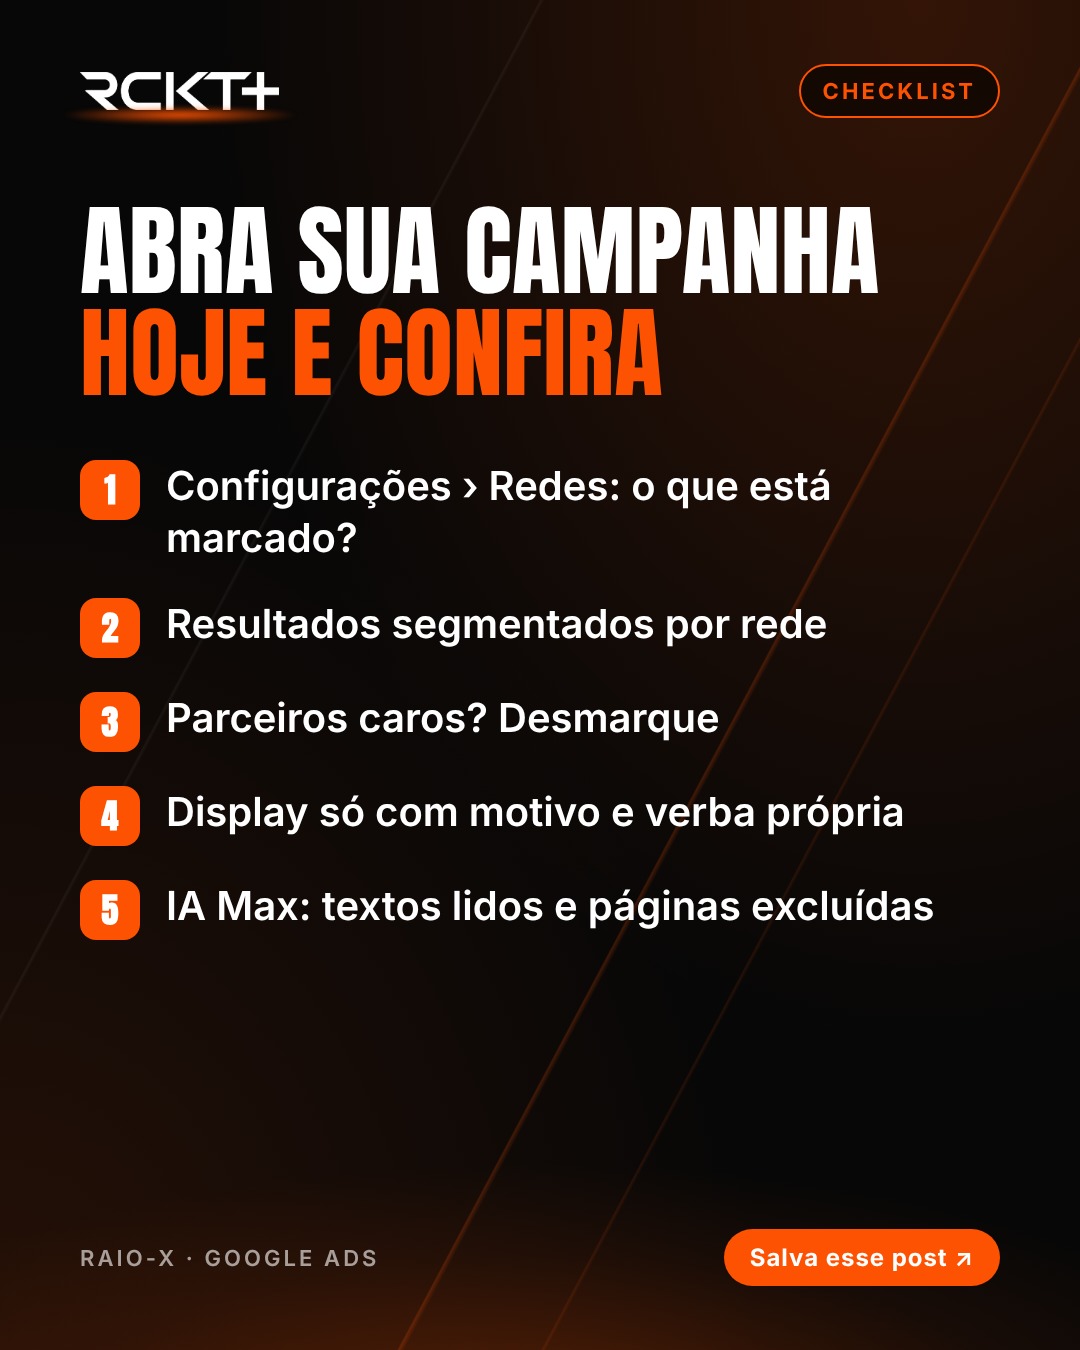 RCKT+
CHECKLIST
ABRA SUA CAMPANHA
HOJE E CONFIRA
1 Configurações › Redes: o que está
marcado?
2 Resultados segmentados por rede
3 Parceiros caros? Desmarque
4 Display só com motivo e verba própria
5 IA Max: textos lidos e páginas excluídas
RAIO-X · GOOGLE ADS
Salva esse post ↗